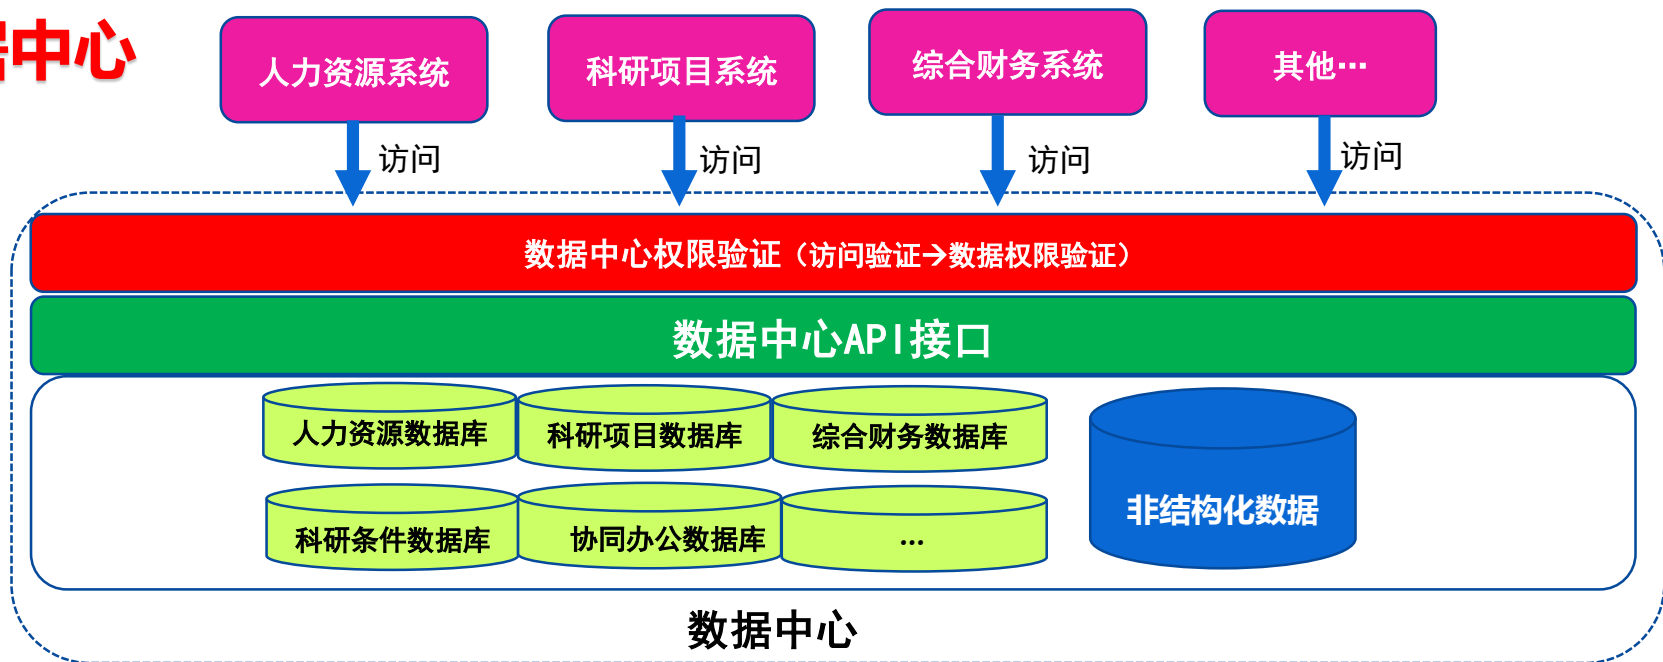 据中心
人力资源系统
科研项目系统
综合财务系统
其他…
访问
访问
访问
访问
数据中心权限验证（访问验证→数据权限验证）
数据中心API接口
人力资源数据库
科研项目数据库
综合财务数据库
科研条件数据库
协同办公数据库
...
非结构化数据
数据中心